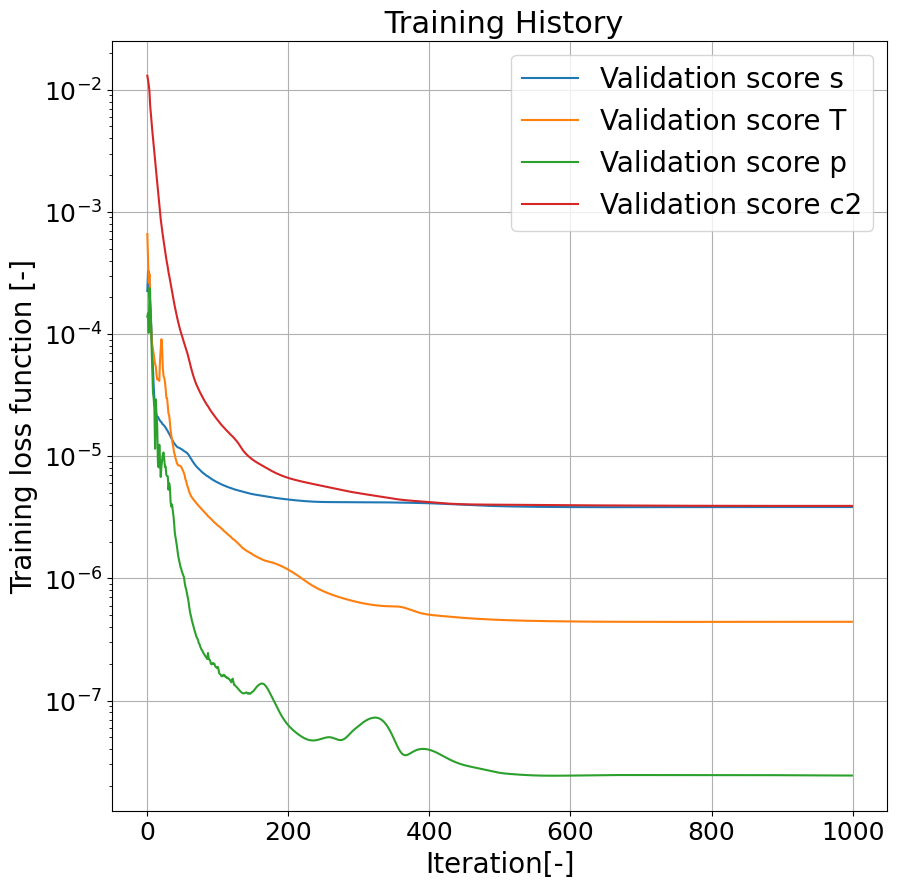 Training History
Validation score s
Validation score T
Validation score p
Validation score c2
Training loss function [-]
10⁻²
10⁻³
10⁻⁴
10⁻⁵
10⁻⁶
10⁻⁷
0 200 400 600 800 1000
Iteration[-]